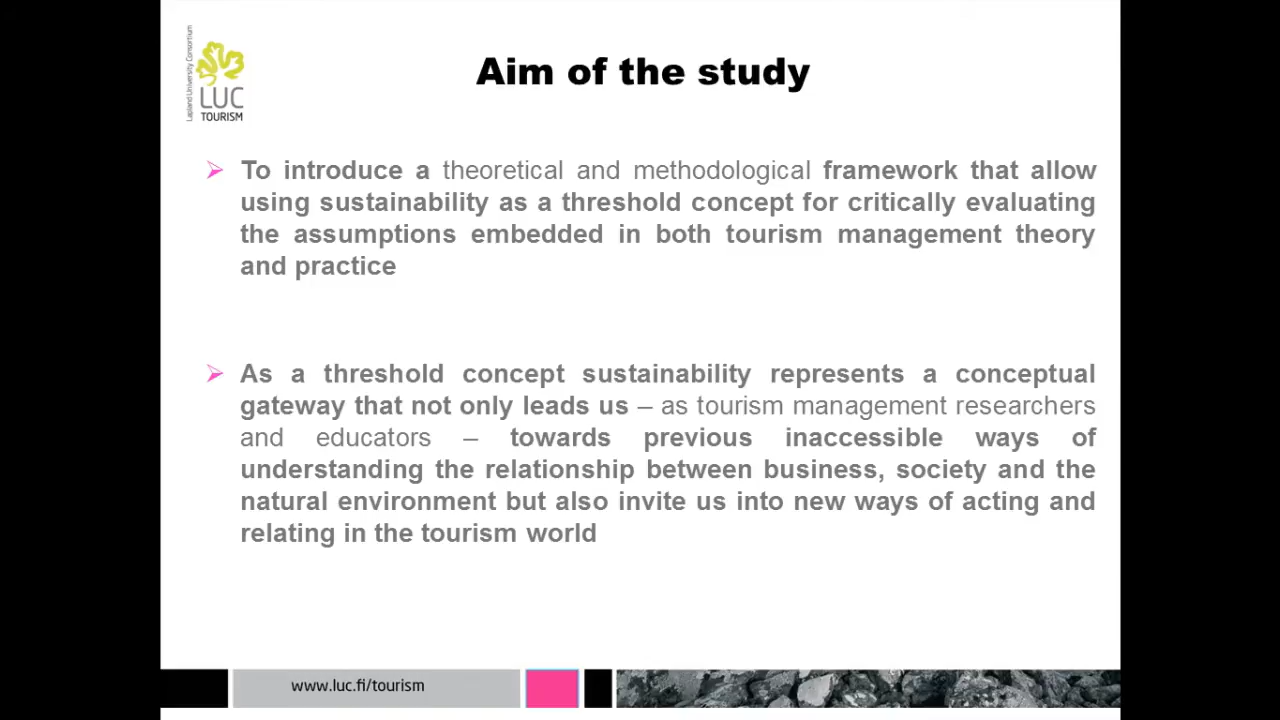 Lapland University Consortium
LUC
TOURISM
Aim of the study
To introduce a theoretical and methodological framework that allow
using sustainability as a threshold concept for critically evaluating
the assumptions embedded in both tourism management theory
and practice
As a threshold concept sustainability represents a conceptual
gateway that not only leads us – as tourism management researchers
and educators – towards previous inaccessible ways of
understanding the relationship between business, society and the
natural environment but also invite us into new ways of acting and
relating in the tourism world
www.luc.fi/tourism